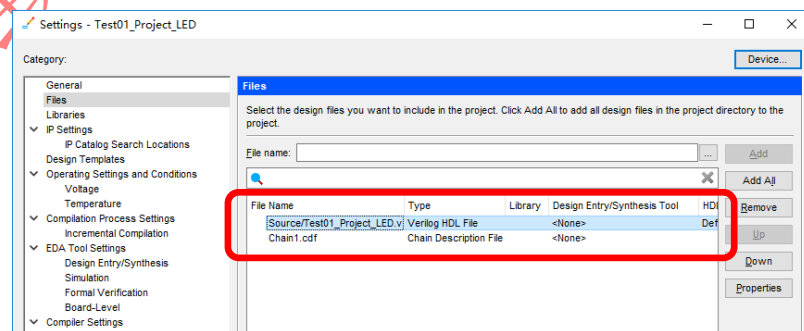 Settings - Test01_Project_LED
Category:
Device...
General
Files
Libraries
IP Settings
IP Catalog Search Locations
Design Templates
Operating Settings and Conditions
Voltage
Temperature
Compilation Process Settings
Incremental Compilation
EDA Tool Settings
Design Entry/Synthesis
Simulation
Formal Verification
Board-Level
Compiler Settings
Files
Select the design files you want to include in the project. Click Add All to add all design files in the project directory to the
project.
File name: ... Add
Add All
File Name Type Library Design Entry/Synthesis Tool HDL
Source/Test01_Project_LED.v Verilog HDL File <None> Def
Chain1.cdf Chain Description File <None>
Remove
Up
Down
Properties